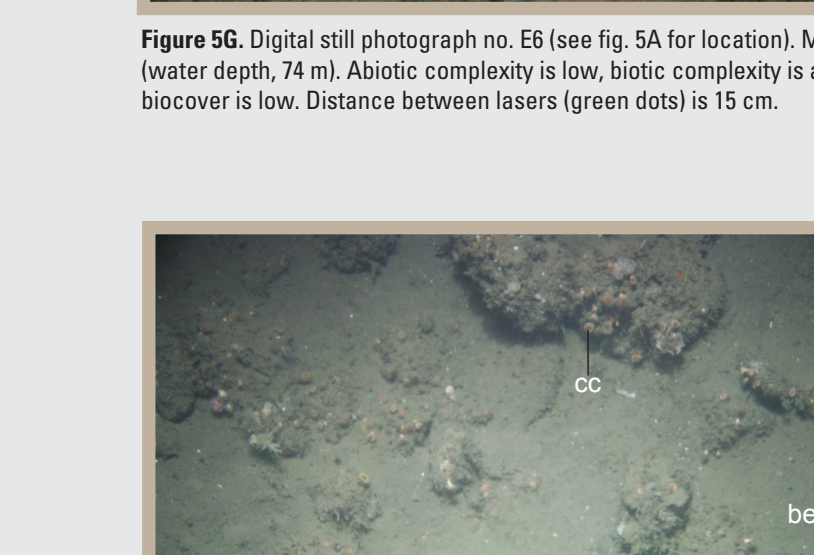 Figure 5G. Digital still photograph no. E6 (see fig. 5A for location).
(water depth, 74 m). Abiotic complexity is low, biotic complexity is
biocover is low. Distance between lasers (green dots) is 15 cm.
cc